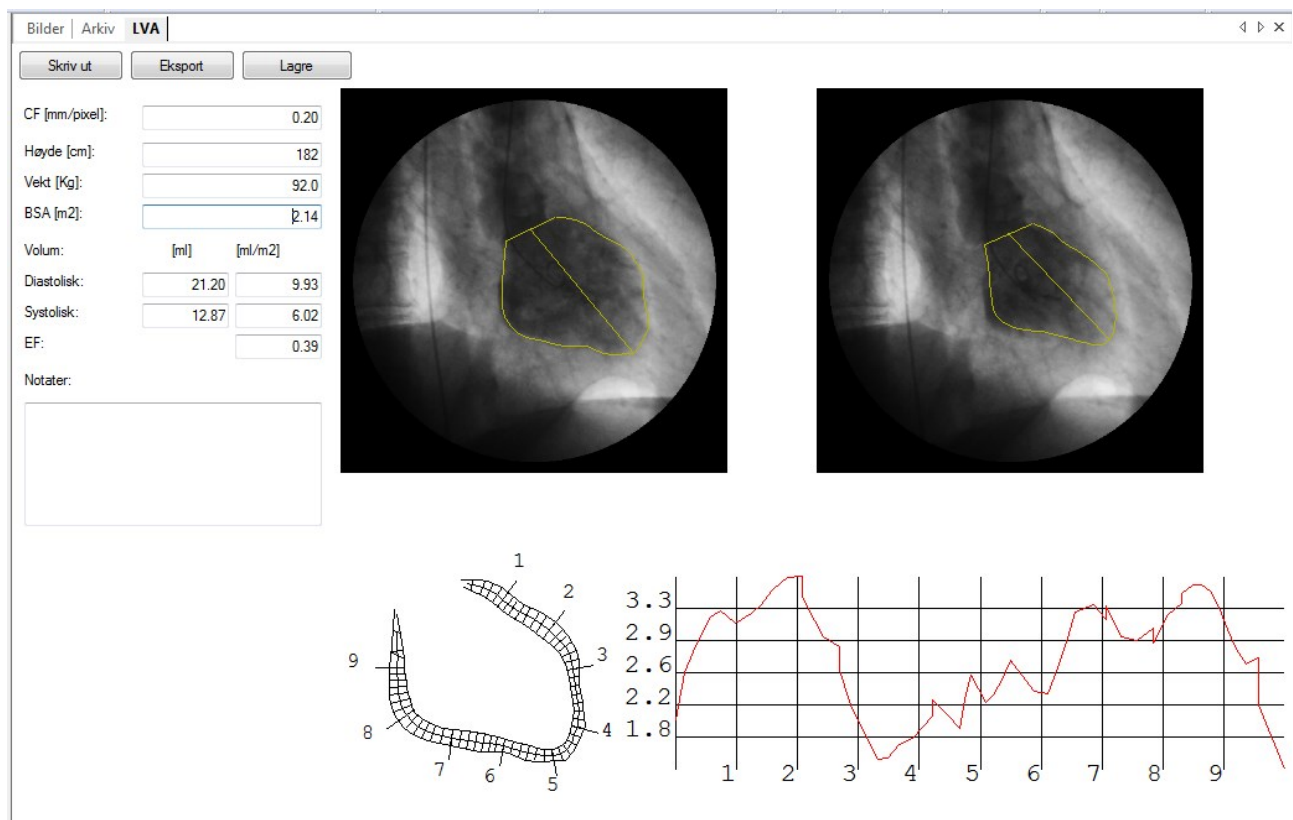 Bilder Arkiv LVA
Skriv ut Eksport Lagre
CF [mm/pixel]: 0.20
Høyde [cm]: 182
Vekt [Kg]: 92.0
BSA [m2]: 2.14
Volum: [ml] [ml/m2]
Diastolisk: 21.20 9.93
Systolisk: 12.87 6.02
EF: 0.39
Notater:
1
2
3
4
5
6
7
8
9
3.3
2.9
2.6
2.2
1.8
1 2 3 4 5 6 7 8 9